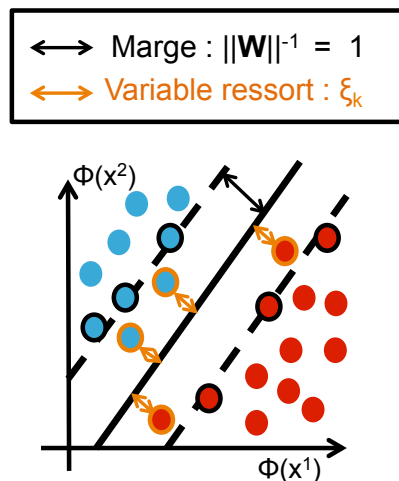 Marge : ||W||⁻¹ = 1
Variable ressort : ξₖ
Φ(x²)
Φ(x¹)